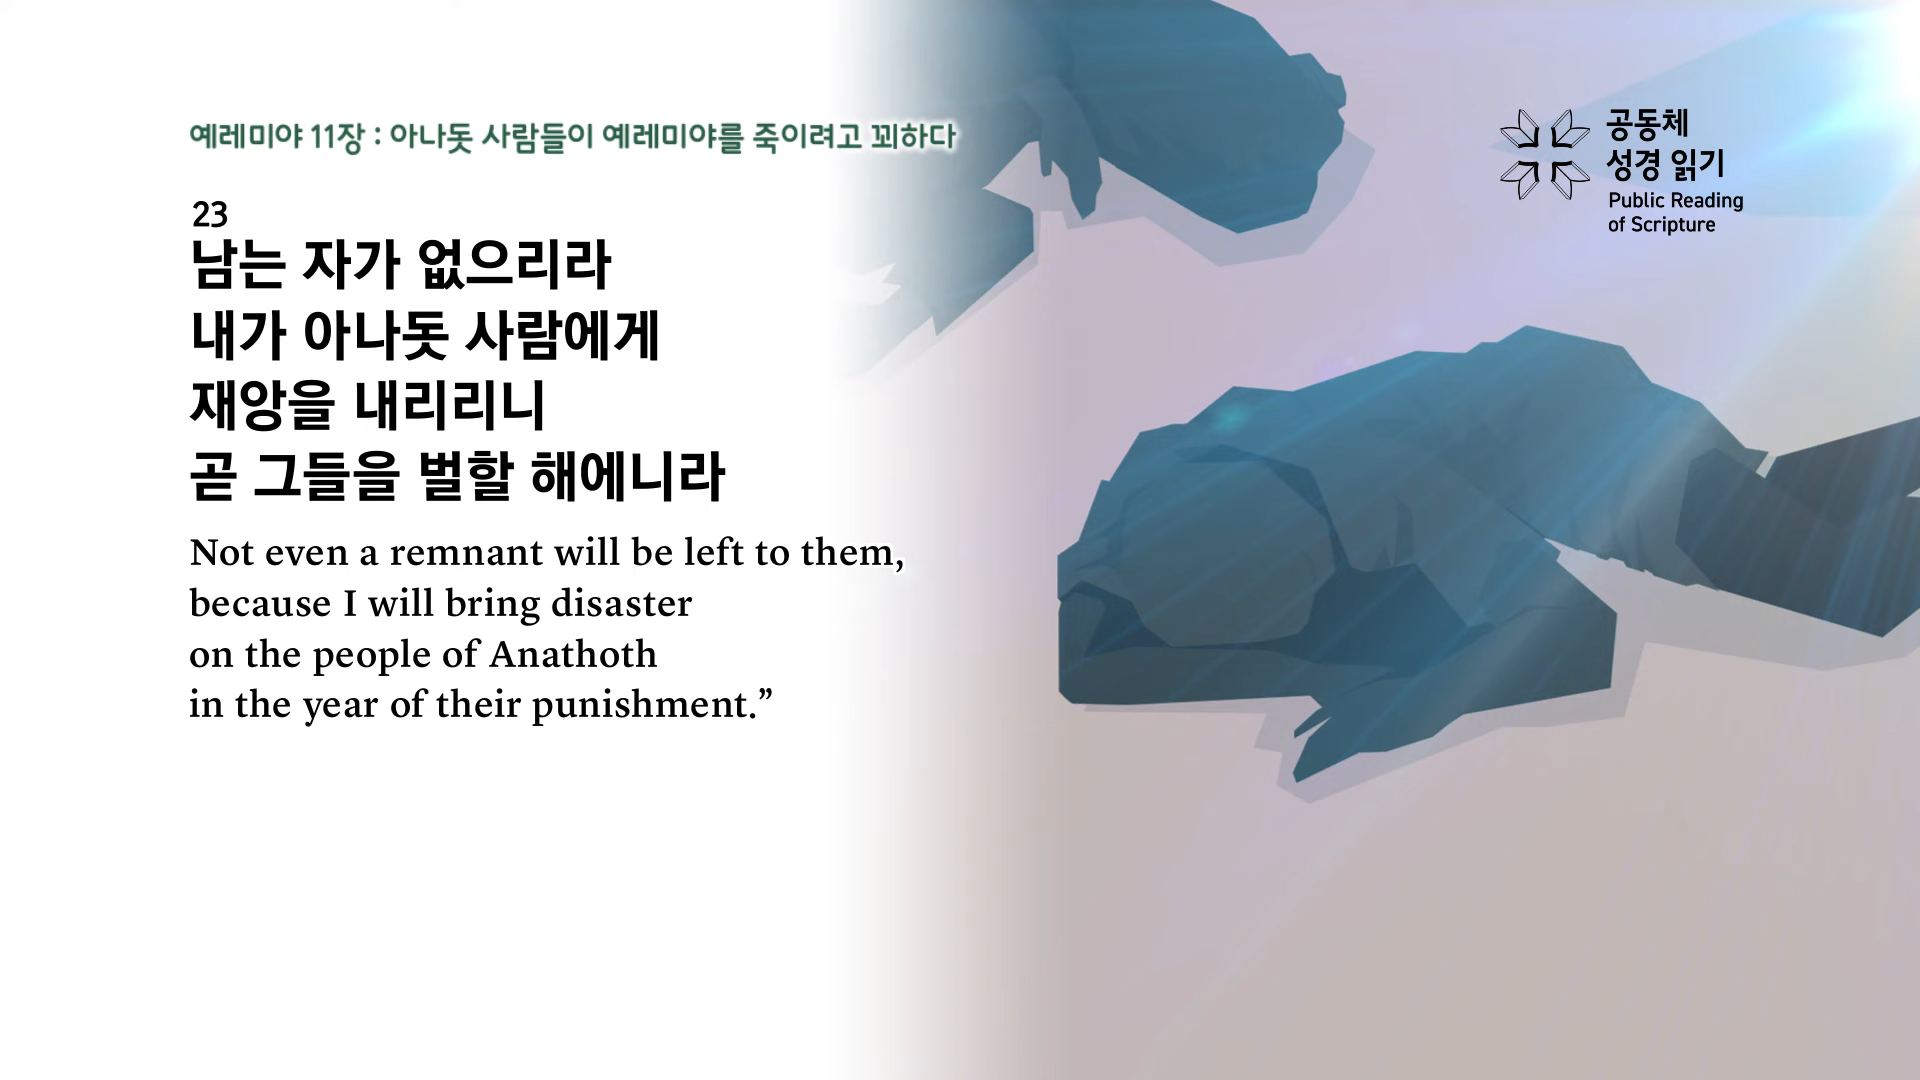 예레미야 11장 : 아나돗 사람들이 예레미야를 죽이려고 꾀하다
23
남는 자가 없으리라
내가 아나돗 사람에게
재앙을 내리리니
곧 그들을 벌할 해에니라
Not even a remnant will be left to them,
because I will bring disaster
on the people of Anathoth
in the year of their punishment.”
공동체
성경 읽기
Public Reading
of Scripture